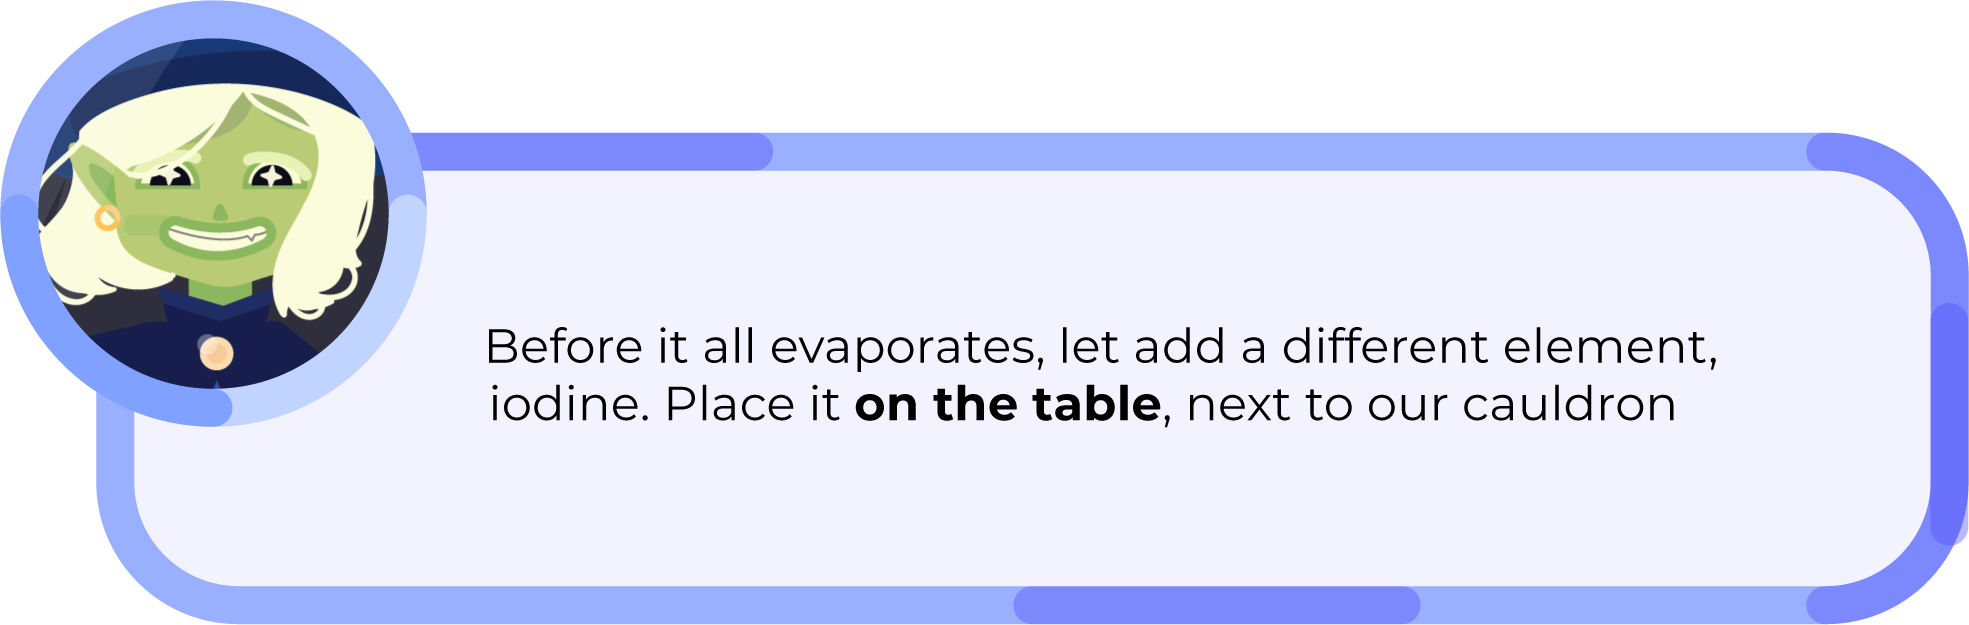 Before it all evaporates, let add a different element,
iodine. Place it on the table, next to our cauldron